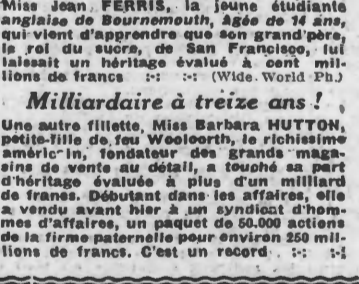 Miss Jean FERRIS, la jeune étudiante
anglaise de Bournemouth, âgée de 14 ans,
qui vient d'apprendre que son grand'père,
le roi du sucre, de San Francisco, lui
laissait un héritage évalué à cent mil-
lions de francs :-: :-: (Wide World Ph.)
Milliardaire à treize ans !
Une autre fillette, Miss Barbara HUTTON,
petite-fille de feu Wooloorth, le richissime
améric in, fondateur des grands maga-
sins de vente au détail, a touché sa part
d'héritage évaluée à plus d'un milliard
de francs. Débutant dans les affaires, elle
a vendu avant hier à un syndicat d'hom-
mes d'affaires, un paquet de 50.000 actions
de la firme paternelle pour environ 250 mil-
lions de francs. C'est un record :-: :-: